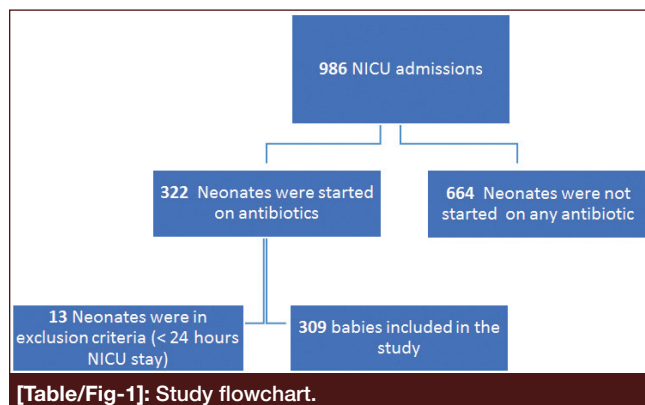 986 NICU admissions
322 Neonates were started
on antibiotics
664 Neonates were not
started on any antibiotic
13 Neonates were in
exclusion criteria (< 24 hours
NICU stay)
309 babies included in the
study
[Table/Fig-1]: Study flowchart.